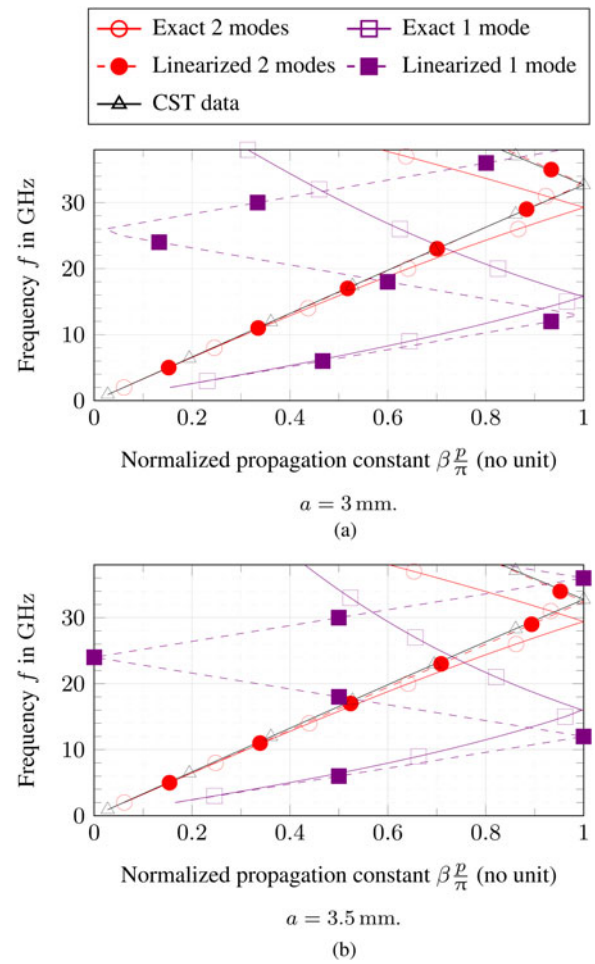 Exact 2 modes Exact 1 mode
Linearized 2 modes Linearized 1 mode
CST data
30
20
10
0
Frequency f in GHz
0 0.2 0.4 0.6 0.8 1
Normalized propagation constant β p/π (no unit)
a = 3 mm.
(a)
30
20
10
0
Frequency f in GHz
0 0.2 0.4 0.6 0.8 1
Normalized propagation constant β p/π (no unit)
a = 3.5 mm.
(b)